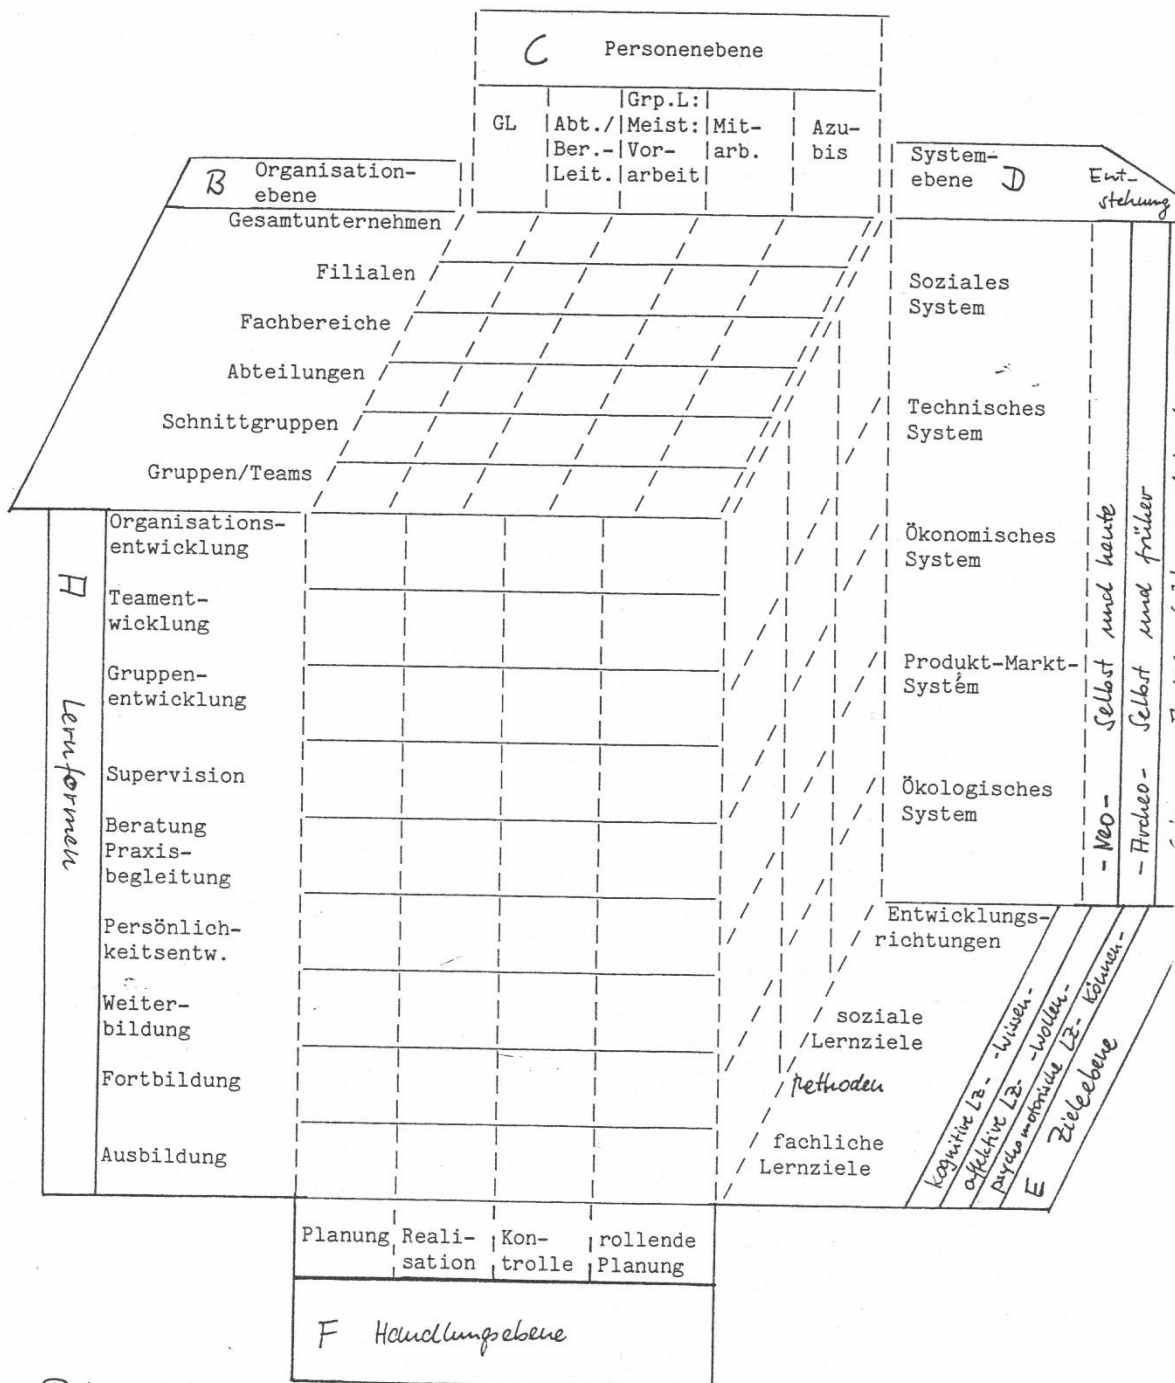 C Personenebene
GL
Abt./
Ber.-
Leit.
Grp.L:
Meist:
Vor-
arbeit
Mit-
arb.
Azu-
bis
B Organisation-
ebene
System-
ebene D
Ent-
stehung
Gesamtunternehmen
Filialen
Fachbereiche
Abteilungen
Schnittgruppen
Gruppen/Teams
Soziales
System
Technisches
System
Ökonomisches
System
Produkt-Markt-
System
Ökologisches
System
- Neo- Selbst und heute
- Archeo- Selbst und früher
A Lernformen
Organisations-
entwicklung
Teament-
wicklung
Gruppen-
entwicklung
Supervision
Beratung
Praxis-
begleitung
Persönlich-
keitsentw.
Weiter-
bildung
Fortbildung
Ausbildung
Entwicklungs-
richtungen
soziale
Lernziele
Methoden
fachliche
Lernziele
kognitive LZ- -Wissen-
affektive LZ- -Wollen-
psychomotorische LZ- Können-
E Zielebene
Planung
Reali-
sation
Kon-
trolle
rollende
Planung
F Handlungsebene